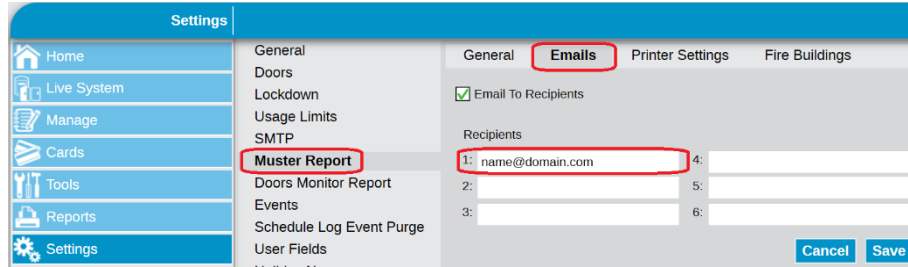 Settings
Home
Live System
Manage
Cards
Tools
Reports
Settings
General
Doors
Lockdown
Usage Limits
SMTP
Muster Report
Doors Monitor Report
Events
Schedule Log Event Purge
User Fields
General Emails Printer Settings Fire Buildings
Email To Recipients
Recipients
1: name@domain.com 4:
2: 5:
3: 6:
Cancel Save